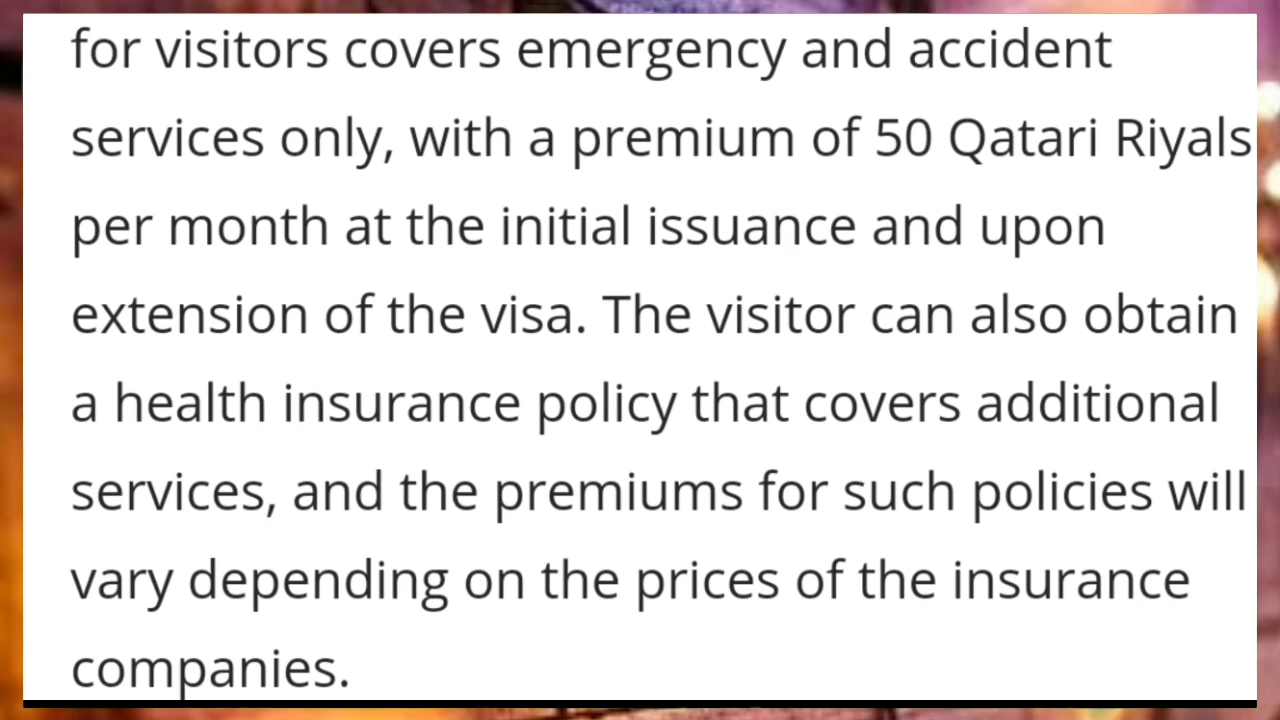 for visitors covers emergency and accident
services only, with a premium of 50 Qatari Riyals
per month at the initial issuance and upon
extension of the visa. The visitor can also obtain
a health insurance policy that covers additional
services, and the premiums for such policies will
vary depending on the prices of the insurance
companies.